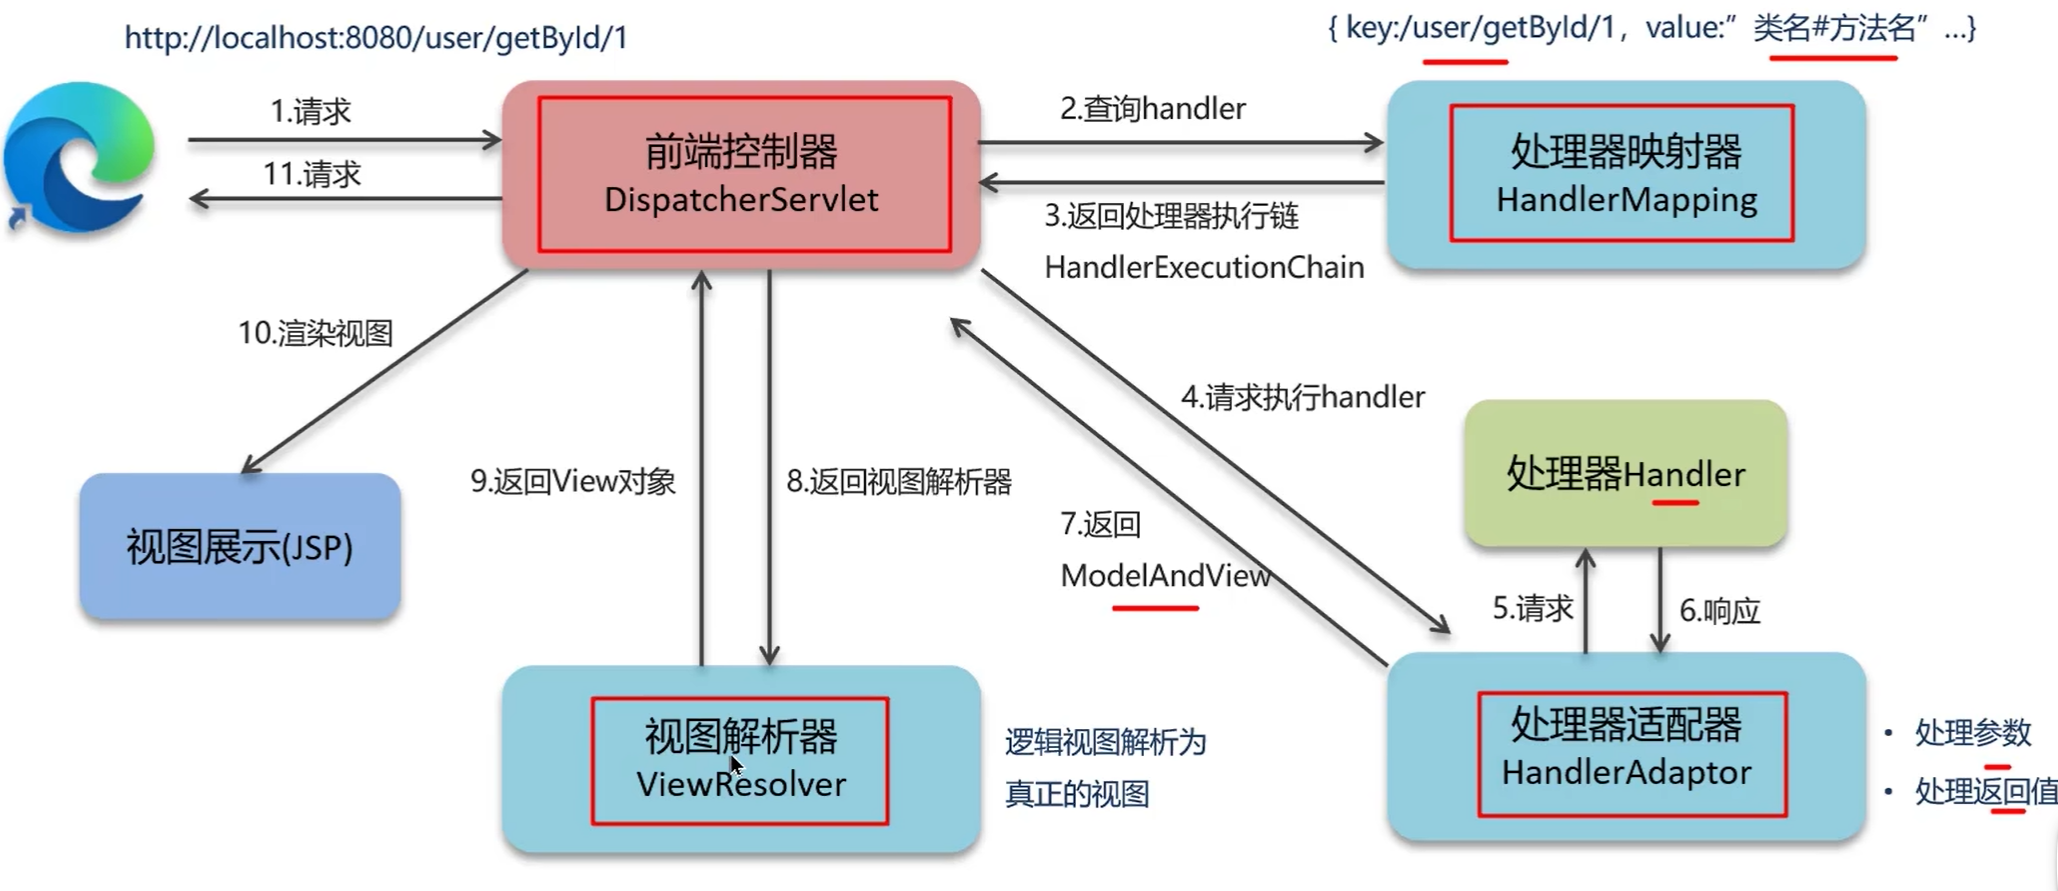 http://localhost:8080/user/getById/1
{ key:/user/getById/1，value:”类名#方法名”…}
1.请求
11.请求
前端控制器
DispatcherServlet
2.查询handler
3.返回处理器执行链
HandlerExecutionChain
处理器映射器
HandlerMapping
10.渲染视图
4.请求执行handler
处理器Handler
9.返回View对象
8.返回视图解析器
7.返回
ModelAndView
视图展示(JSP)
5.请求
6.响应
视图解析器
ViewResolver
逻辑视图解析为
真正的视图
处理器适配器
HandlerAdaptor
• 处理参数
• 处理返回值